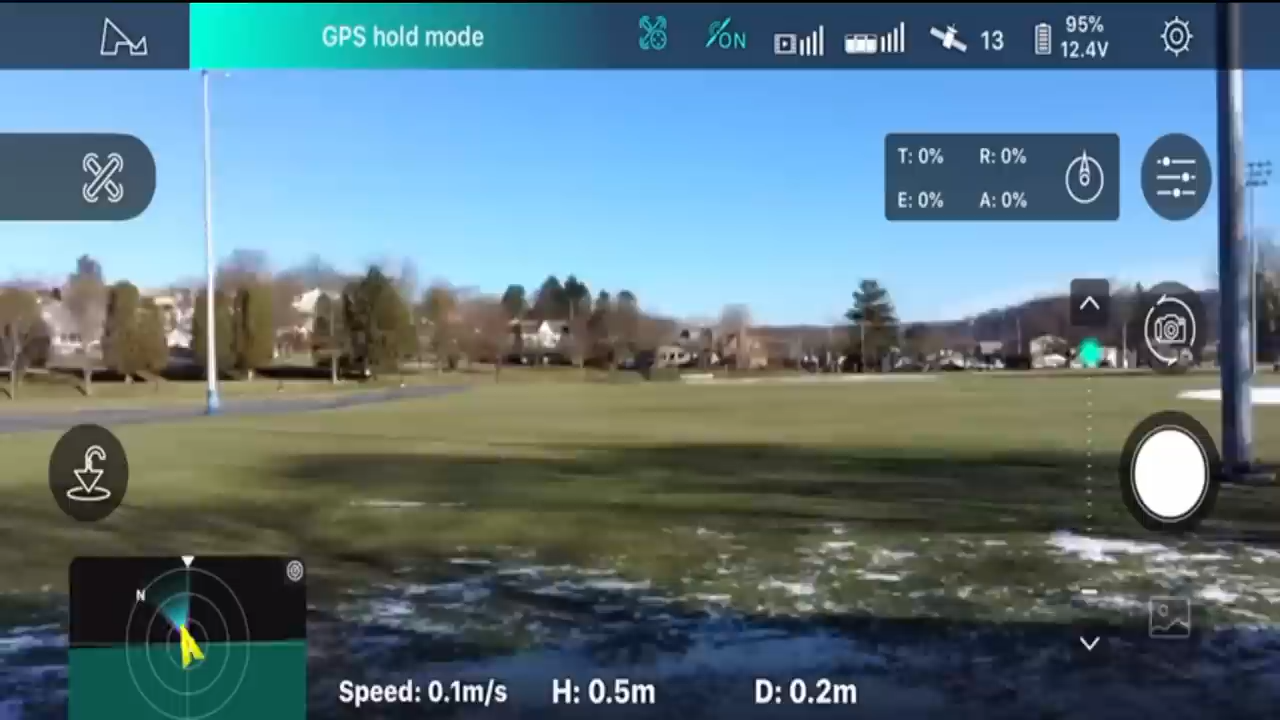 GPS hold mode
ON
13
95%
12.4V
T: 0% R: 0%
E: 0% A: 0%
N
Speed: 0.1m/s H: 0.5m D: 0.2m